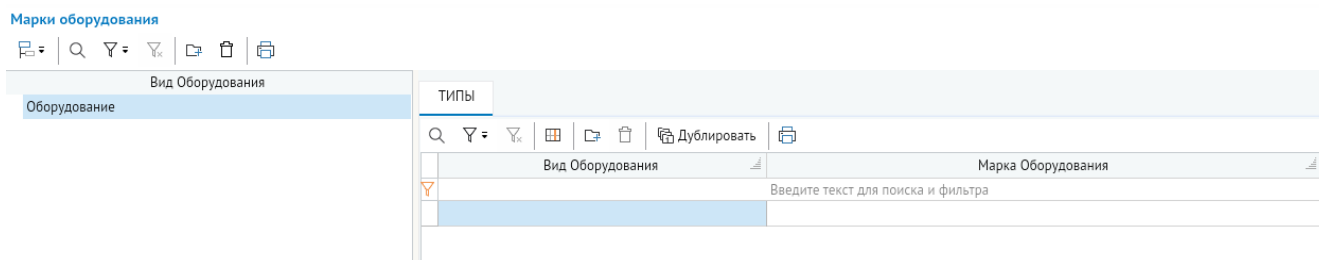 Марки оборудования
Вид Оборудования
Оборудование
ТИПЫ
Дублировать
Вид Оборудования Марка Оборудования
Введите текст для поиска и фильтра